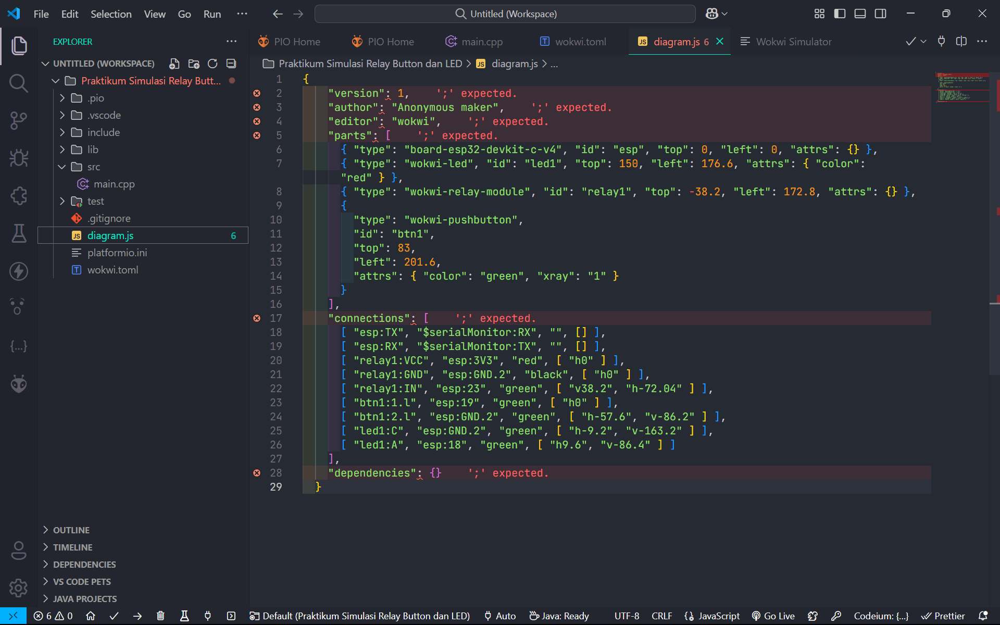 File Edit Selection View Go Run ··· Untitled (Workspace)
EXPLORER ···
PIO Home PIO Home main.cpp wokwi.toml diagram.js 6 Wokwi Simulator
UNTITLED (WORKSPACE)
Praktikum Simulasi Relay Butt...
.pio
.vscode
include
lib
src
main.cpp
test
.gitignore
diagram.js 6
platformio.ini
wokwi.toml
OUTLINE
TIMELINE
DEPENDENCIES
VS CODE PETS
JAVA PROJECTS
Praktikum Simulasi Relay Button dan LED > JS diagram.js > ...
1 {
2 "version": 1, ';' expected.
3 "author": "Anonymous maker", ';' expected.
4 "editor": "wokwi", ';' expected.
5 "parts": [ ';' expected.
6 { "type": "board-esp32-devkit-c-v4", "id": "esp", "top": 0, "left": 0, "attrs": {} },
7 { "type": "wokwi-led", "id": "led1", "top": 150, "left": 176.6, "attrs": { "color":
"red" } },
8 { "type": "wokwi-relay-module", "id": "relay1", "top": -38.2, "left": 172.8, "attrs": {} },
9 {
10 "type": "wokwi-pushbutton",
11 "id": "btn1",
12 "top": 83,
13 "left": 201.6,
14 "attrs": { "color": "green", "xray": "1" }
15 }
16 ],
17 "connections": [ ';' expected.
18 [ "esp:TX", "$serialMonitor:RX", "", [] ],
19 [ "esp:RX", "$serialMonitor:TX", "", [] ],
20 [ "relay1:VCC", "esp:3V3", "red", [ "h0" ] ],
21 [ "relay1:GND", "esp:GND.2", "black", [ "h0" ] ],
22 [ "relay1:IN", "esp:23", "green", [ "v38.2", "h-72.04" ] ],
23 [ "btn1:1.l", "esp:19", "green", [ "h0" ] ],
24 [ "btn1:2.l", "esp:GND.2", "green", [ "h-57.6", "v-86.2" ] ],
25 [ "led1:C", "esp:GND.2", "green", [ "h-9.2", "v-163.2" ] ],
26 [ "led1:A", "esp:18", "green", [ "h9.6", "v-86.4" ] ]
27 ],
28 "dependencies": {} ';' expected.
29 }
6 0 Default (Praktikum Simulasi Relay Button dan LED) Auto Java: Ready UTF-8 CRLF JavaScript Go Live Codeium: {...} Prettier